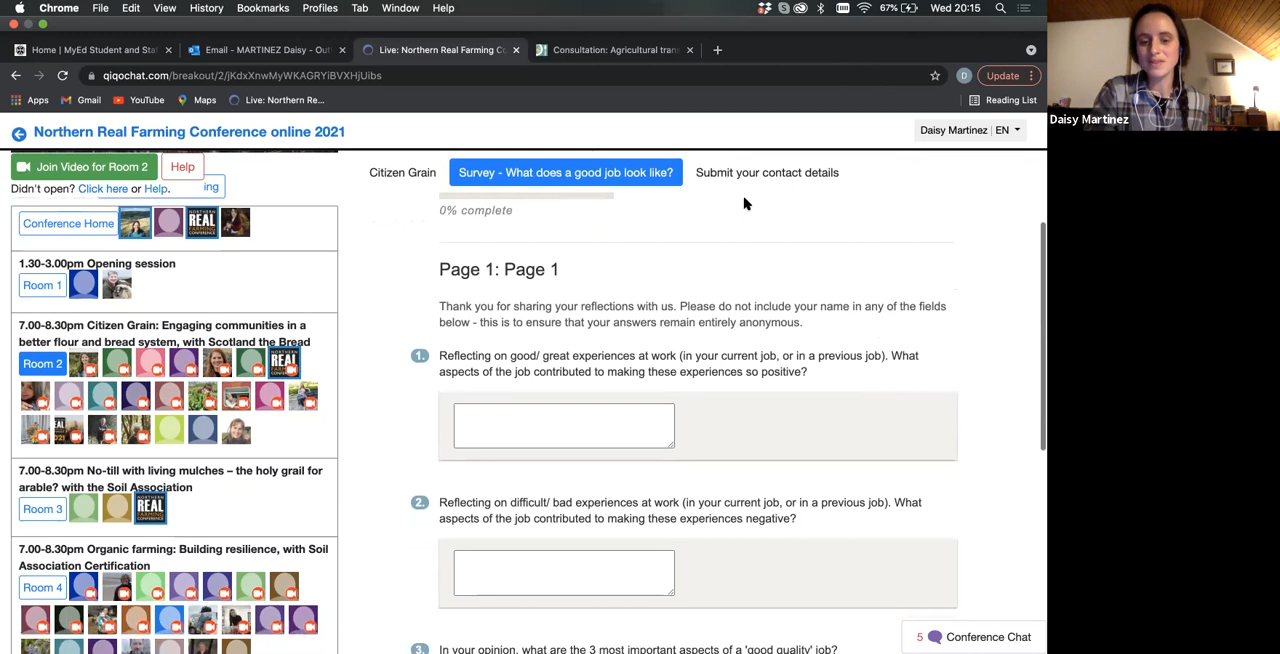 Chrome File Edit View History Bookmarks Profiles Tab Window Help 67% Wed 20:15
Home | MyEd Student and Sta
Email - MARTINEZ Daisy - Out
Live: Northern Real Farming Co
Consultation: Agricultural trans
qiqochat.com/breakout/2/jKdxXnwMyWKAGRYiBVXHjUibs
D Update
Apps Gmail YouTube Maps Live: Northern Re... Reading List
Daisy Martinez
Northern Real Farming Conference online 2021
Daisy Martinez | EN
Join Video for Room 2 Help
Didn't open? Click here or Help.
ing
Conference Home
NORTHERN REAL FARMING CONFERENCE
1.30-3.00pm Opening session
Room 1
7.00-8.30pm Citizen Grain: Engaging communities in a
better flour and bread system, with Scotland the Bread
Room 2
7.00-8.30pm No-till with living mulches – the holy grail for
arable? with the Soil Association
Room 3
7.00-8.30pm Organic farming: Building resilience, with Soil
Association Certification
Room 4
Citizen Grain Survey - What does a good job look like? Submit your contact details
0% complete
Page 1: Page 1
Thank you for sharing your reflections with us. Please do not include your name in any of the fields
below - this is to ensure that your answers remain entirely anonymous.
1. Reflecting on good/ great experiences at work (in your current job, or in a previous job). What
aspects of the job contributed to making these experiences so positive?
2. Reflecting on difficult/ bad experiences at work (in your current job, or in a previous job). What
aspects of the job contributed to making these experiences negative?
3. In your opinion, what are the 3 most important aspects of a 'good quality' job?
5 Conference Chat